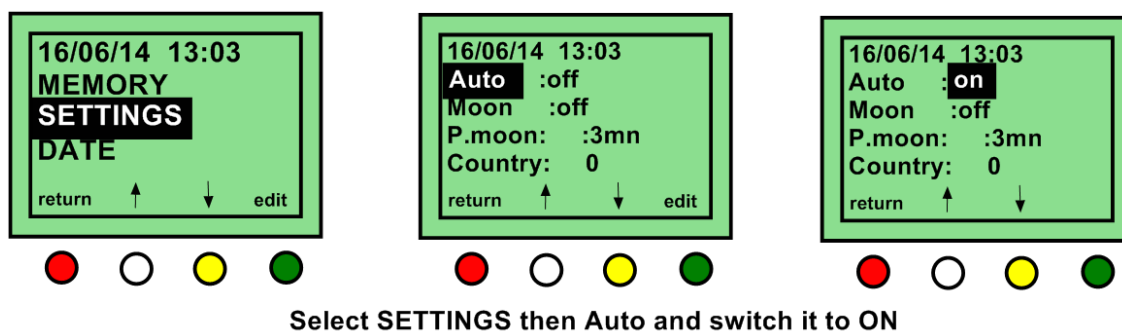 16/06/14 13:03
MEMORY
SETTINGS
DATE
return edit
16/06/14 13:03
Auto :off
Moon :off
P.moon: :3mn
Country: 0
return edit
16/06/14 13:03
Auto : on
Moon :off
P.moon: :3mn
Country: 0
return
Select SETTINGS then Auto and switch it to ON